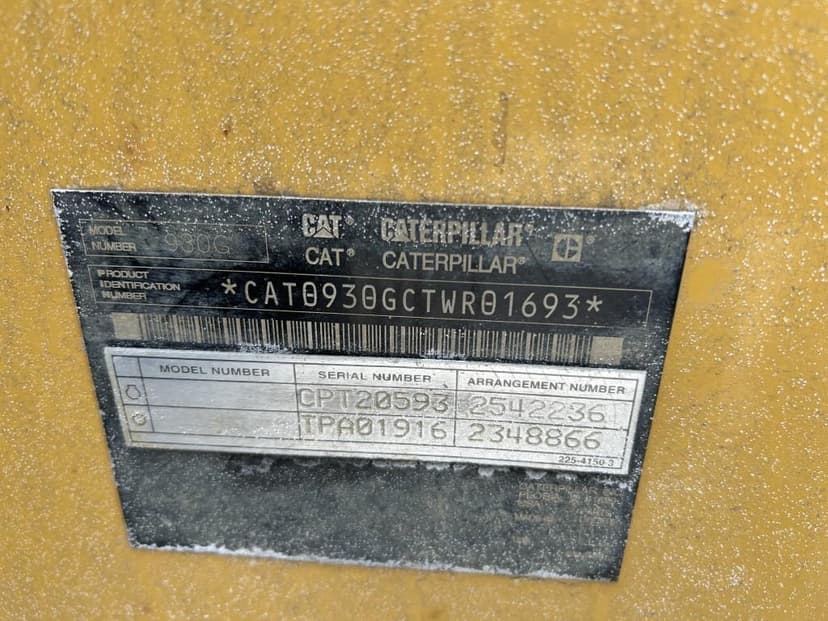 MODEL NUMBER 930G
CAT CATERPILLAR®
CAT® CATERPILLAR®
PRODUCT IDENTIFICATION NUMBER *CAT0930GCTWR01693*
MODEL NUMBER SERIAL NUMBER ARRANGEMENT NUMBER
CPT20593 2542236
TPA01916 2348866
225-4150 3
CATERPILLAR